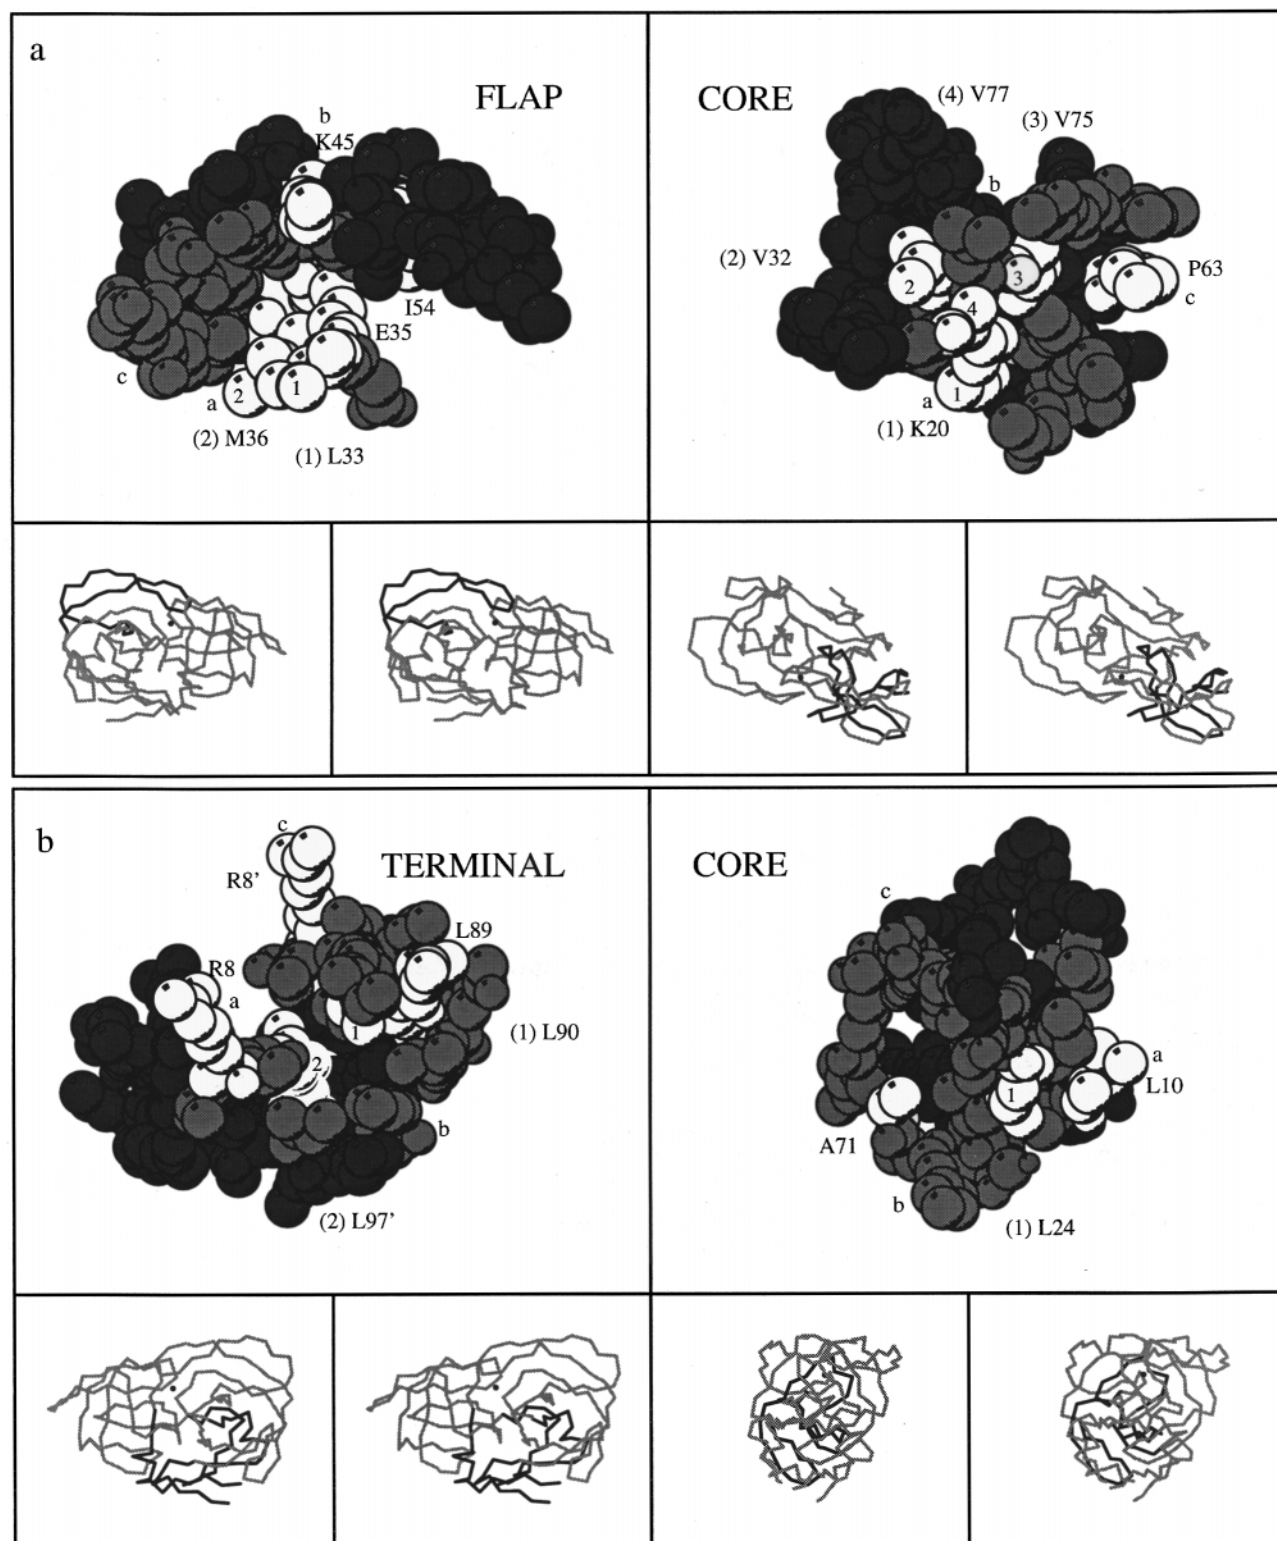 a
FLAP
b
K45
I54
E35
c
a
2
1
(2) M36
(1) L33
CORE
(4) V77
(3) V75
b
(2) V32
2
3
4
P63
c
a
1
(1) K20
b
TERMINAL
c
R8’
L89
R8
a
1
(1) L90
2
b
(2) L97’
CORE
c
a
L10
1
A71
b
(1) L24